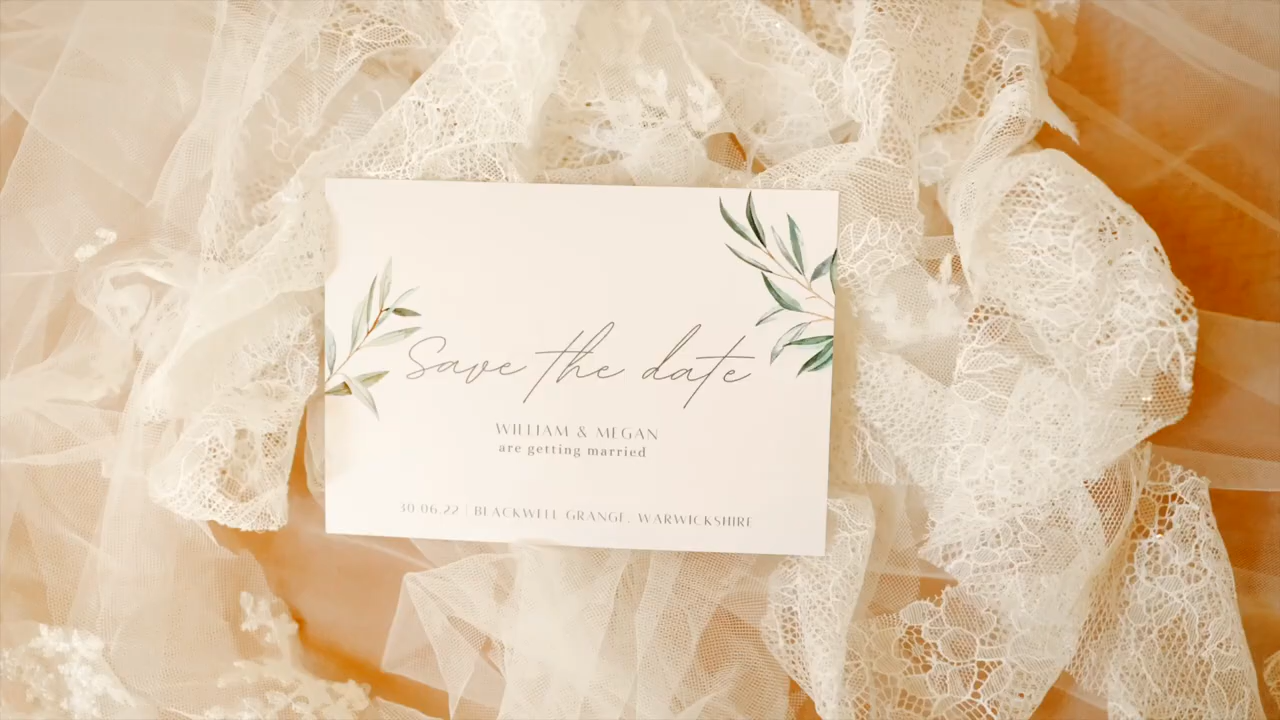 Save the date
WILLIAM & MEGAN
are getting married
30.06.22 | BLACKWELL GRANGE, WARWICKSHIRE